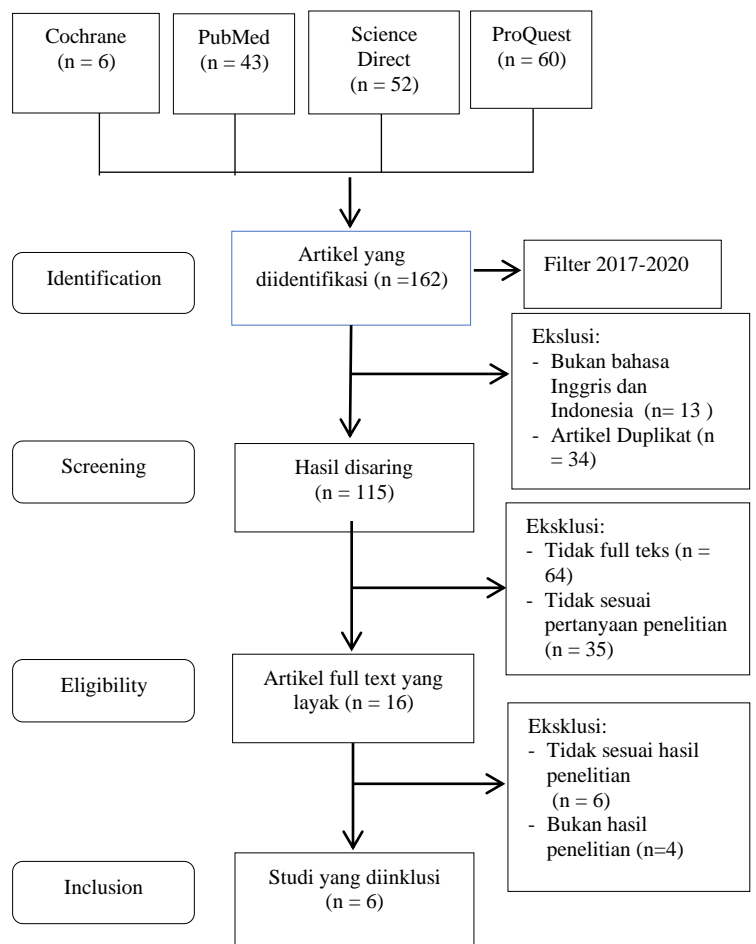 Cochrane
(n = 6)
PubMed
(n = 43)
Science
Direct
(n = 52)
ProQuest
(n = 60)
Identification
Artikel yang
diidentifikasi (n =162)
Filter 2017-2020
Ekslusi:
- Bukan bahasa
Inggris dan
Indonesia (n= 13 )
- Artikel Duplikat (n
= 34)
Screening
Hasil disaring
(n = 115)
Eksklusi:
- Tidak full teks (n =
64)
- Tidak sesuai
pertanyaan penelitian
(n = 35)
Eligibility
Artikel full text yang
layak (n = 16)
Eksklusi:
- Tidak sesuai hasil
penelitian
(n = 6)
- Bukan hasil
penelitian (n=4)
Inclusion
Studi yang diinklusi
(n = 6)